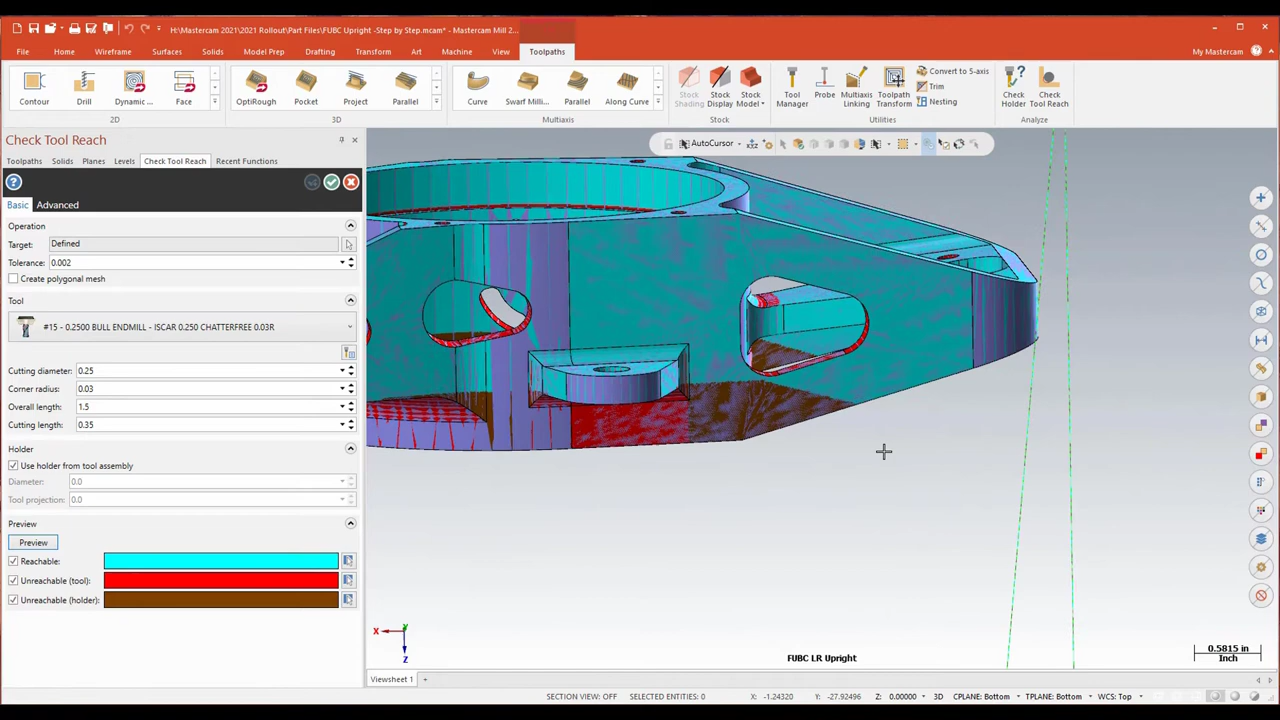 H:\Mastercam 2021\2021 Rollout\Part Files\FUBC Upright -Step by Step.mcam* - Mastercam Mill 2...
File Home Wireframe Surfaces Solids Model Prep Drafting Transform Art Machine View Toolpaths My Mastercam
Contour Drill Dynamic ... Face OptiRough Pocket Project Parallel Curve Swarf Milli... Parallel Along Curve Stock Shading Stock Display Stock Model Tool Manager Probe Multiaxis Linking Toolpath Transform Convert to 5-axis Trim Nesting Check Holder Check Tool Reach
2D 3D Multiaxis Stock Utilities Analyze
Check Tool Reach
AutoCursor
Toolpaths Solids Planes Levels Check Tool Reach Recent Functions
Basic Advanced
Operation
Target: Defined
Tolerance: 0.002
Create polygonal mesh
Tool
#15 - 0.2500 BULL ENDMILL - ISCAR 0.250 CHATTERFREE 0.03R
Cutting diameter: 0.25
Corner radius: 0.03
Overall length: 1.5
Cutting length: 0.35
Holder
Use holder from tool assembly
Diameter: 0.0
Tool projection: 0.0
Preview
Preview
Reachable:
Unreachable (tool):
Unreachable (holder):
X Y Z
FUBC LR Upright
0.5815 in
Inch
Viewsheet 1 +
SECTION VIEW: OFF SELECTED ENTITIES: 0 X: -1.24320 Y: -27.92496 Z: 0.00000 3D CPLANE: Bottom TPLANE: Bottom WCS: Top